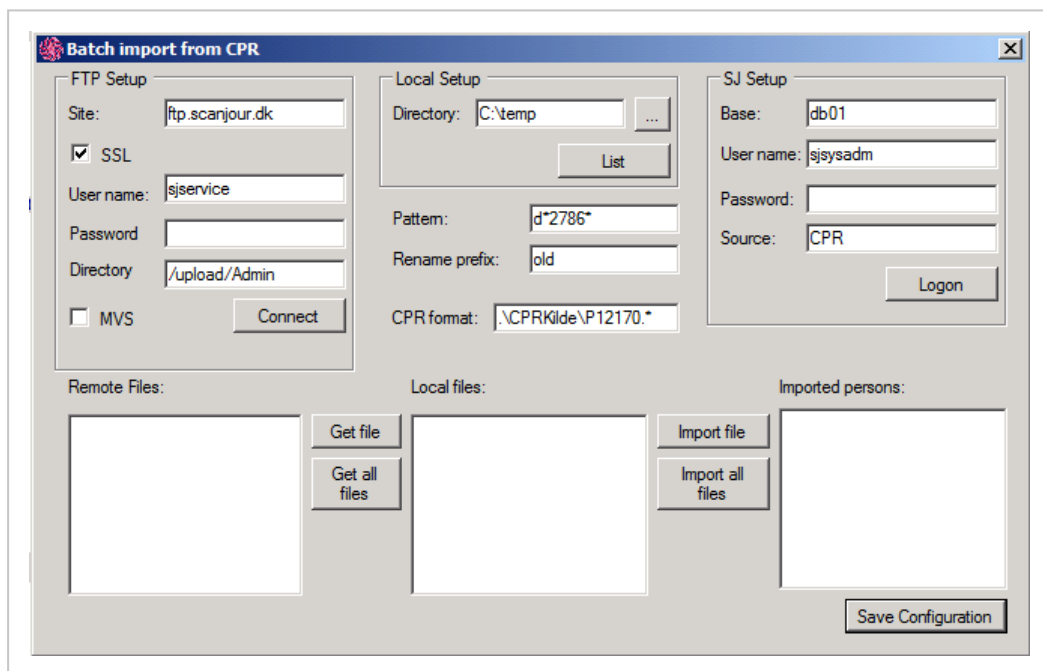 Batch import from CPR
FTP Setup
Site: ftp.scanjour.dk
SSL
User name: sjservice
Password
Directory /upload/Admin
MVS Connect
Local Setup
Directory: C:\temp ...
List
Pattern: d*2786*
Rename prefix: old
CPR format: .\CPRKilde\P12170.*
SJ Setup
Base: db01
User name: sjsysadm
Password:
Source: CPR
Logon
Remote Files:
Get file
Get all
files
Local files:
Import file
Import all
files
Imported persons:
Save Configuration